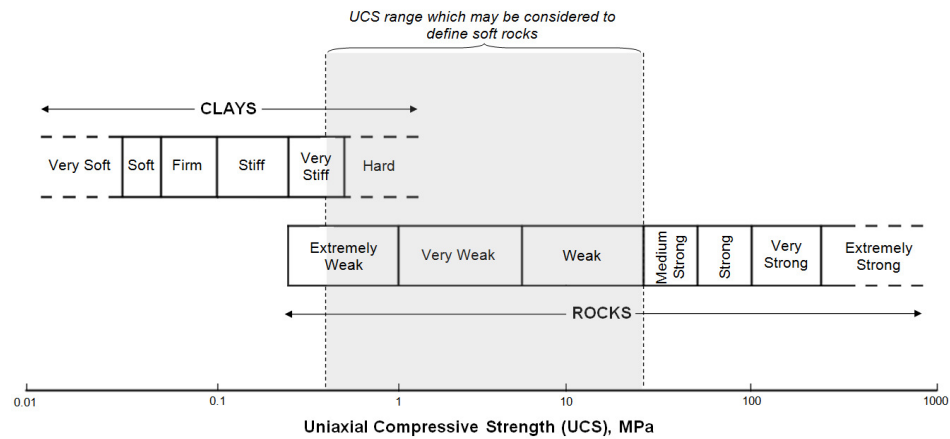 UCS range which may be considered to
define soft rocks
CLAYS
Very Soft
Soft
Firm
Stiff
Very
Stiff
Hard
Extremely
Weak
Very Weak
Weak
Medium
Strong
Strong
Very
Strong
Extremely
Strong
ROCKS
0.01
0.1
1
10
100
1000
Uniaxial Compressive Strength (UCS), MPa